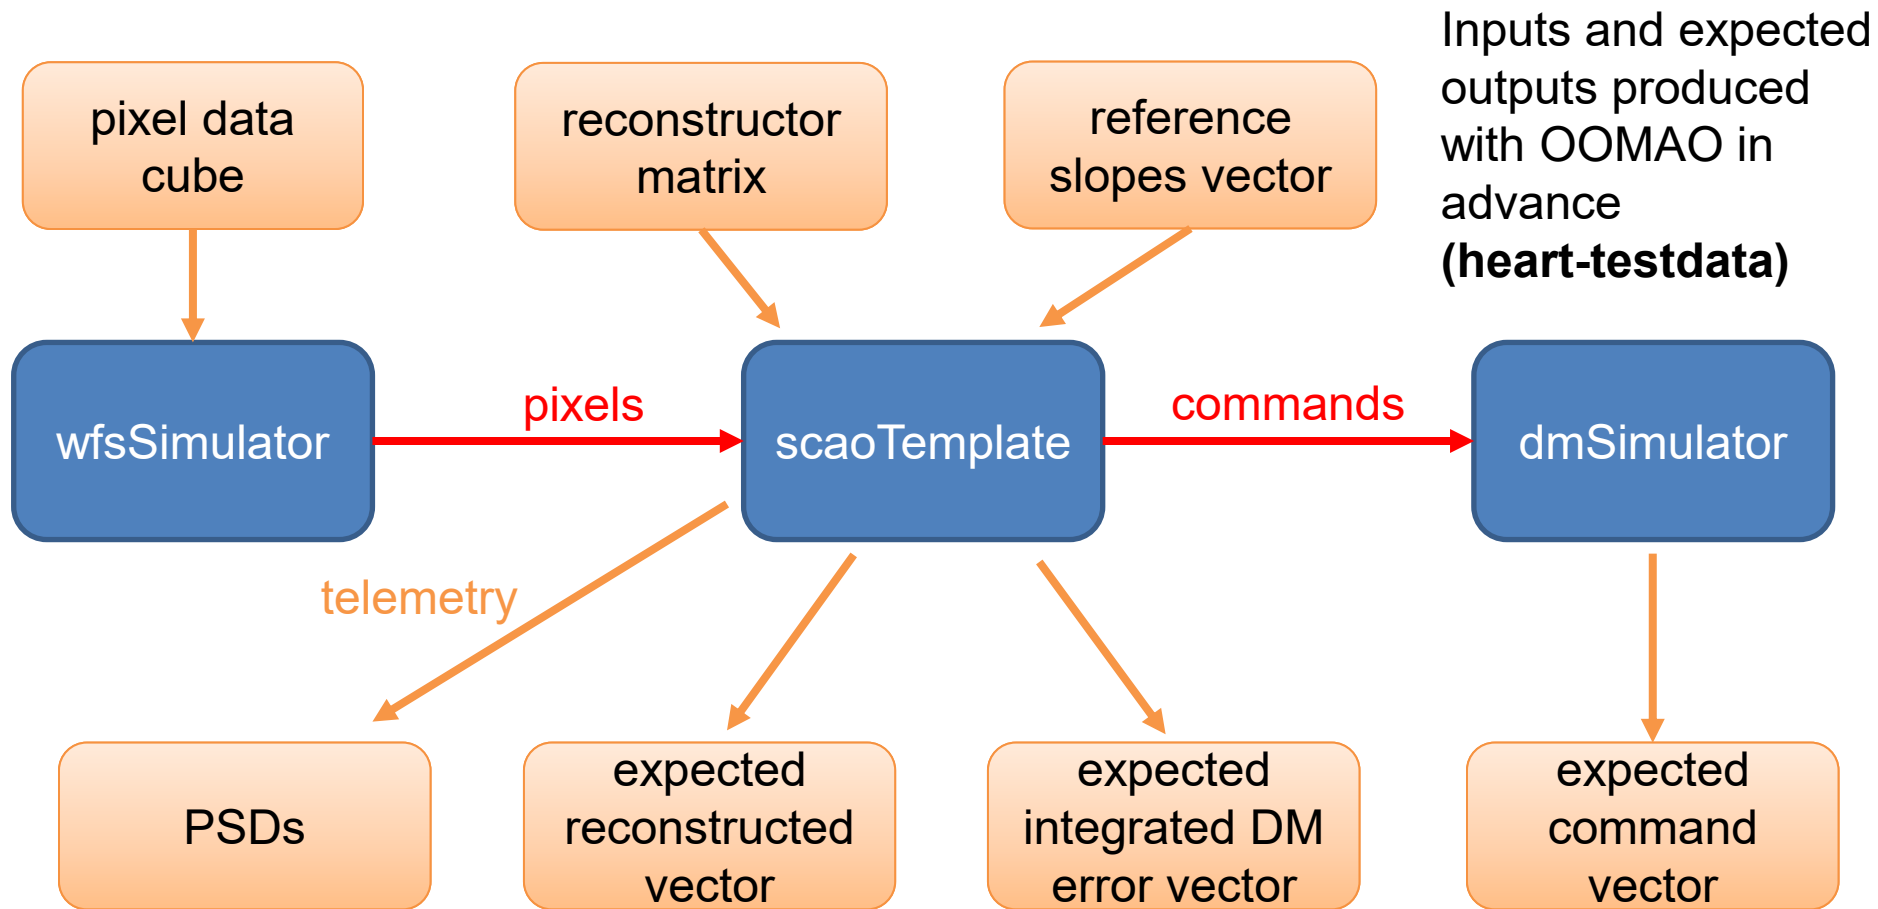 pixel data
cube
reconstructor
matrix
reference
slopes vector
Inputs and expected
outputs produced
with OOMAO in
advance
(heart-testdata)
wfsSimulator
pixels
scaoTemplate
commands
dmSimulator
telemetry
PSDs
expected
reconstructed
vector
expected
integrated DM
error vector
expected
command
vector